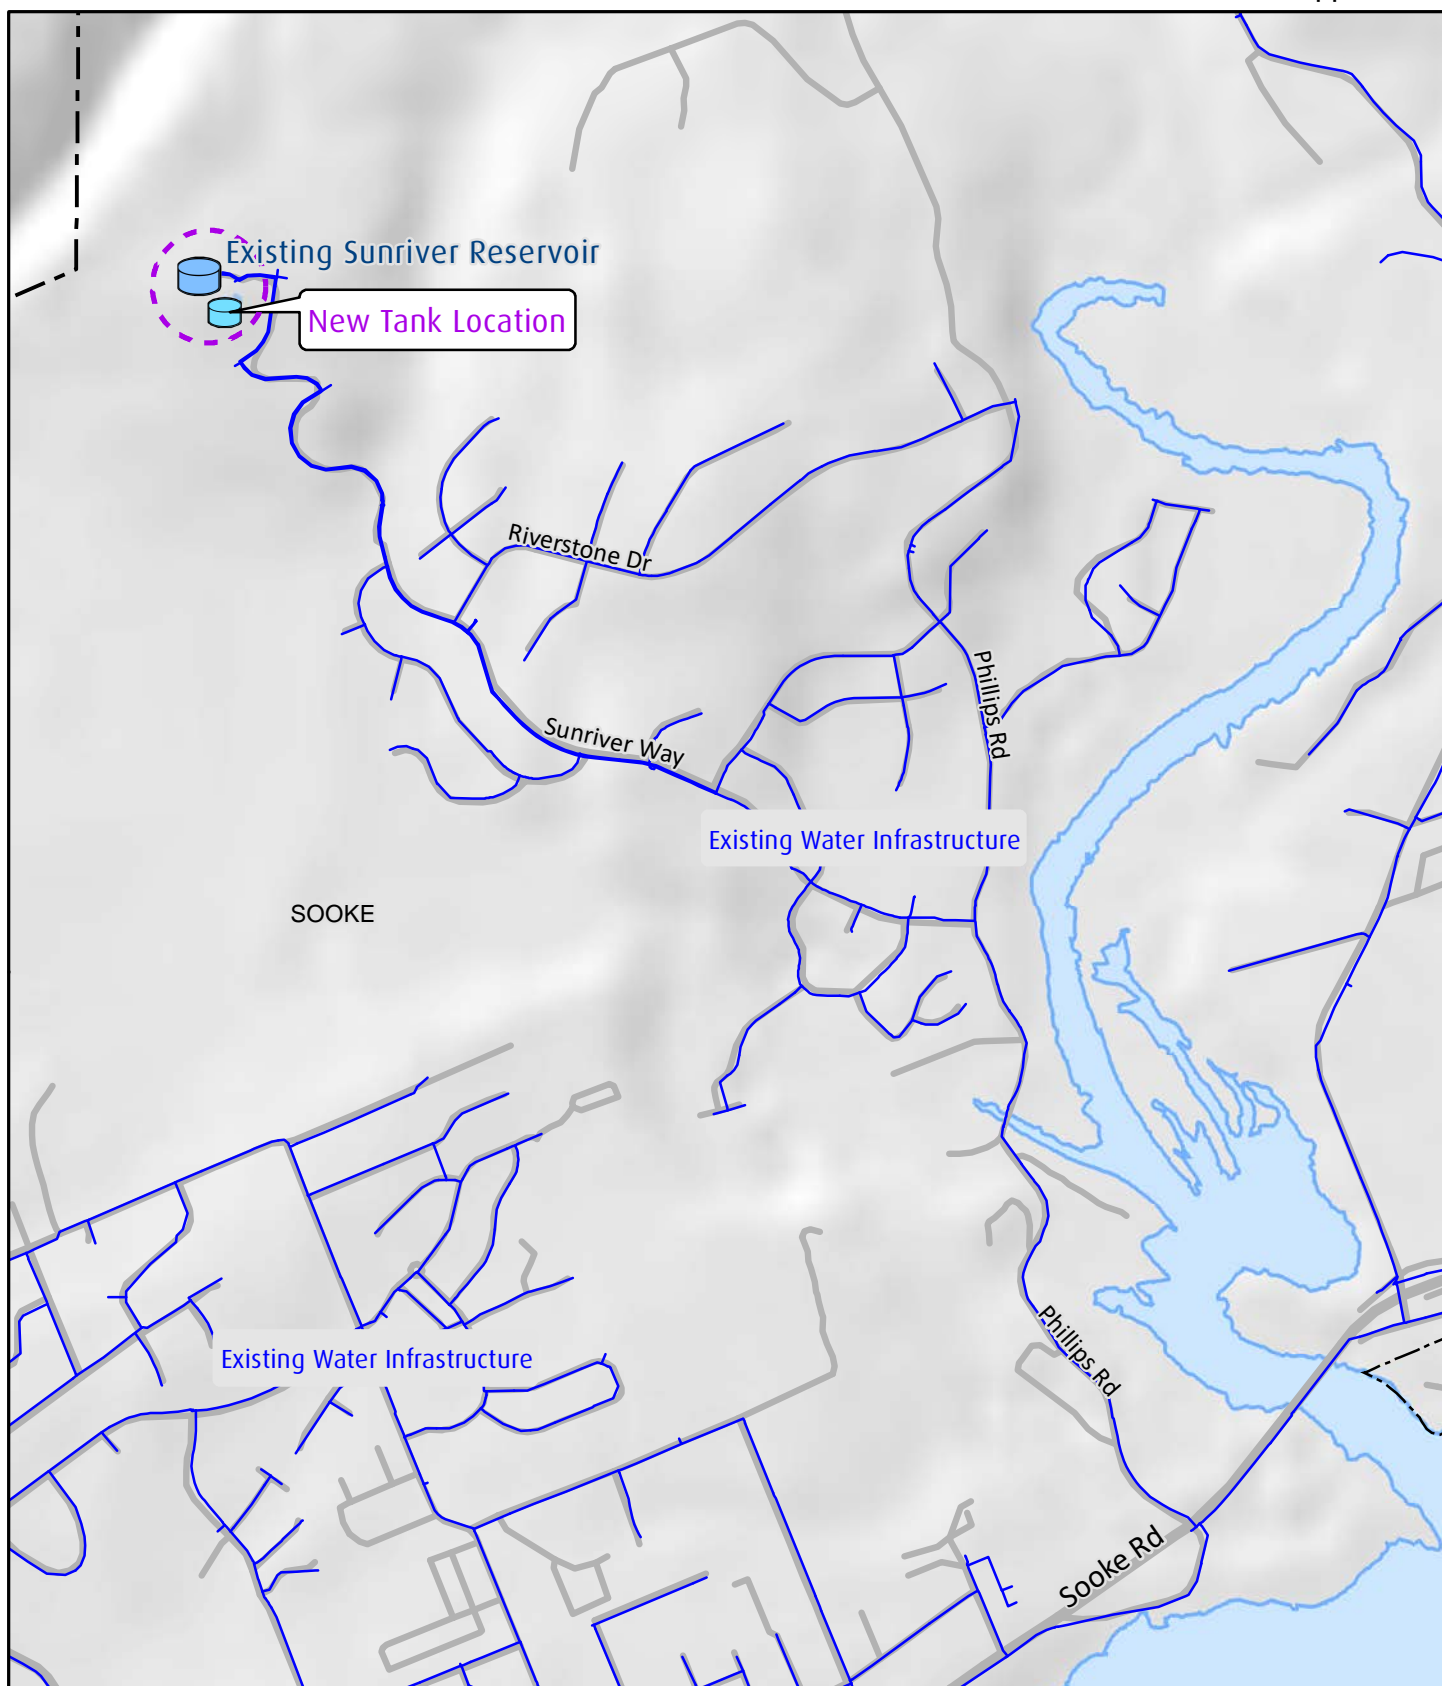 Existing Sunriver Reservoir
New Tank Location
Riverstone Dr
Phillips Rd
Sunriver Way
Existing Water Infrastructure
SOOKE
Phillips Rd
Existing Water Infrastructure
Sooke Rd